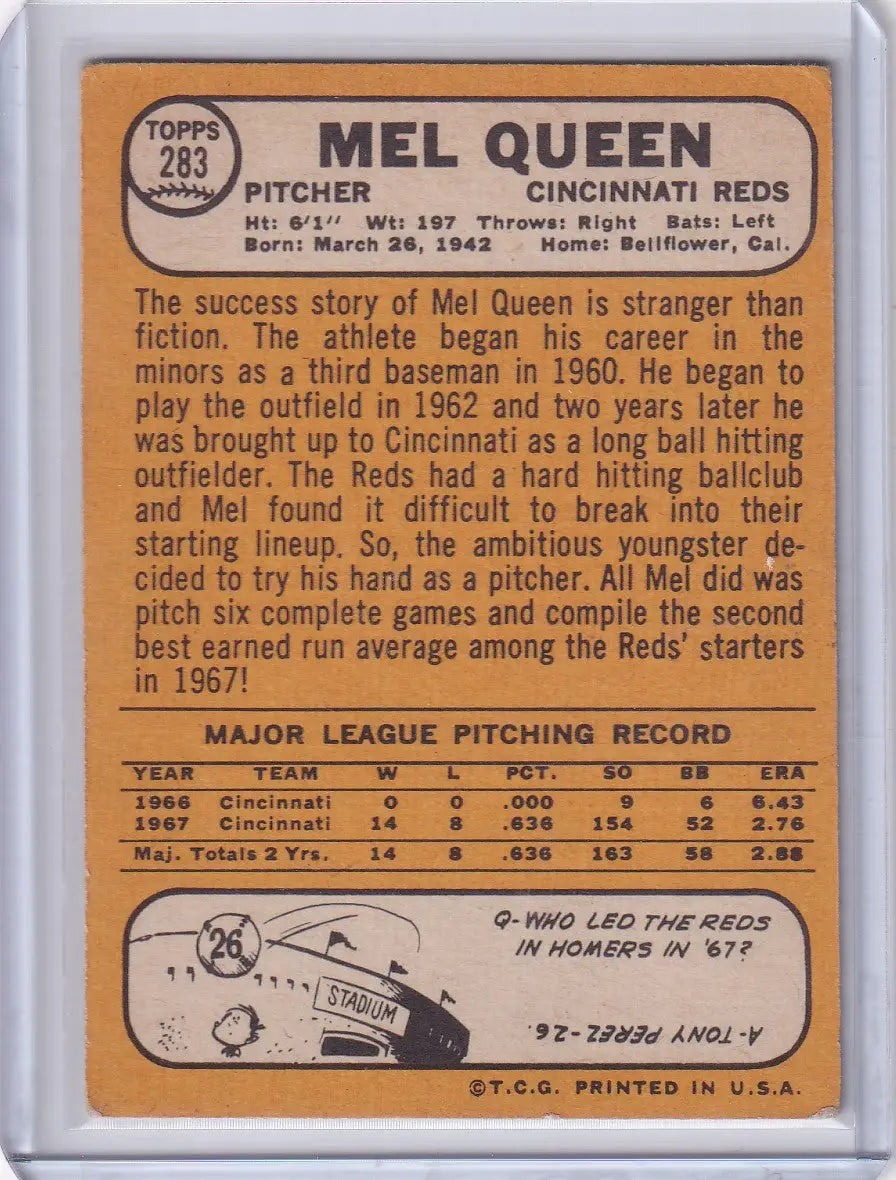 TOPPS
283
MEL QUEEN
PITCHER CINCINNATI REDS
Ht: 6'1" Wt: 197 Throws: Right Bats: Left
Born: March 26, 1942 Home: Bellflower, Cal.
The success story of Mel Queen is stranger than
fiction. The athlete began his career in the
minors as a third baseman in 1960. He began to
play the outfield in 1962 and two years later he
was brought up to Cincinnati as a long ball hitting
outfielder. The Reds had a hard hitting ballclub
and Mel found it difficult to break into their
starting lineup. So, the ambitious youngster de-
cided to try his hand as a pitcher. All Mel did was
pitch six complete games and compile the second
best earned run average among the Reds' starters
in 1967!
MAJOR LEAGUE PITCHING RECORD
YEAR TEAM W L PCT. SO BB ERA
1966 Cincinnati 0 0 .000 9 6 6.43
1967 Cincinnati 14 8 .636 154 52 2.76
Maj. Totals 2 Yrs. 14 8 .636 163 58 2.88
26
STADIUM
Q-WHO LED THE REDS
IN HOMERS IN '67?
A-TONY PEREZ-26.
©T.C.G. PRINTED IN U.S.A.